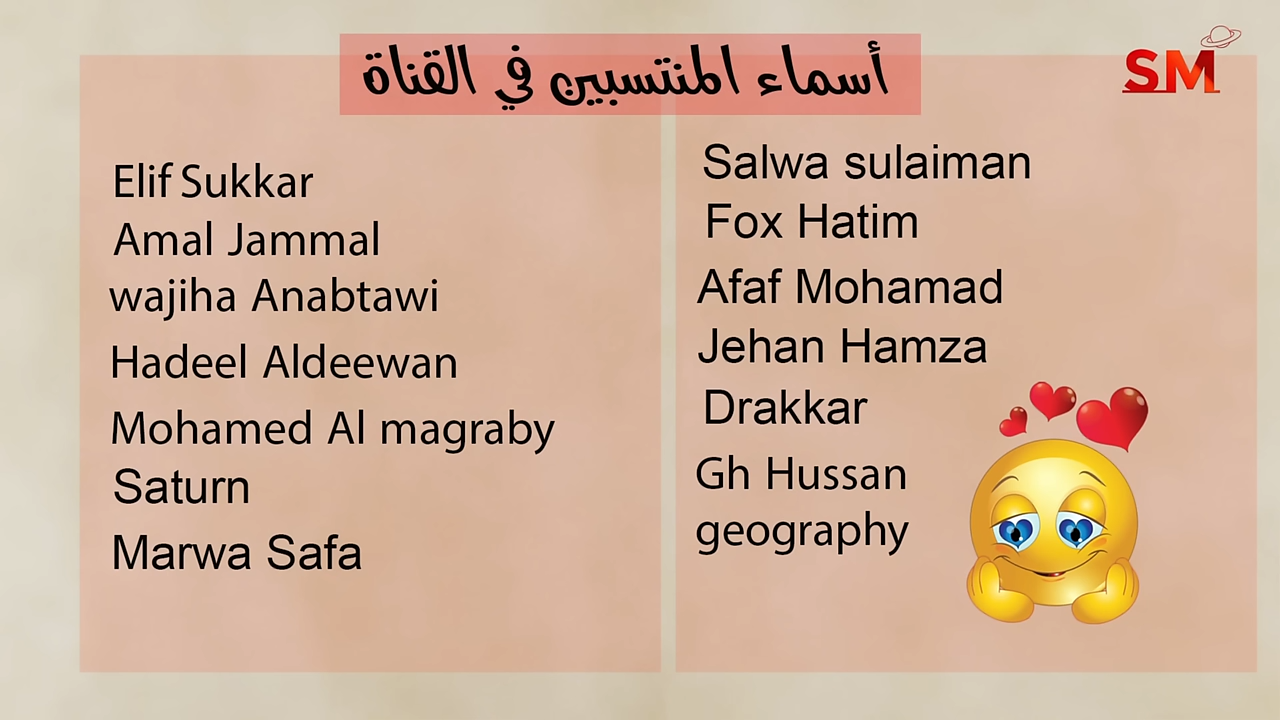 أسماء المنتسبين في القناة
SM
Elif Sukkar
Amal Jammal
wajiha Anabtawi
Hadeel Aldeewan
Mohamed Al magraby
Saturn
Marwa Safa
Salwa sulaiman
Fox Hatim
Afaf Mohamad
Jehan Hamza
Drakkar
Gh Hussan
geography